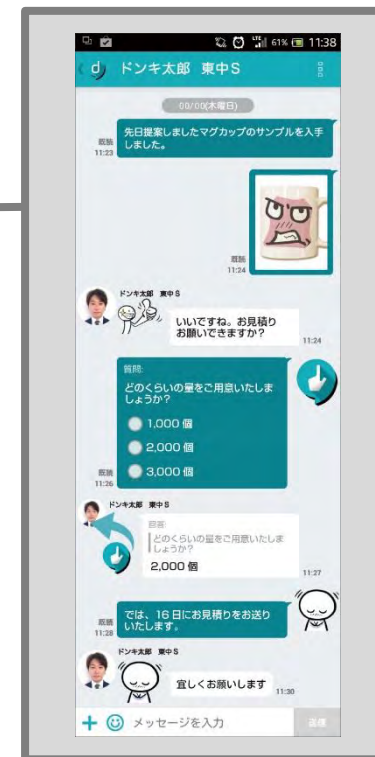 61% 11:38
ドンキ太郎 東中S
00/00(木曜日)
先日提案しましたマグカップのサンプルを入手
しました。
既読
11:23
既読
11:24
ドンキ太郎 東中S
いいですね。お見積り
お願いできますか？
11:24
質問:
どのくらいの量をご用意いたしま
しょうか？
1,000 個
2,000 個
3,000 個
既読
11:26
ドンキ太郎 東中S
回答:
どのくらいの量をご用意いたしま
しょうか？
2,000 個
11:27
では、16 日にお見積りをお送り
いたします。
既読
11:28
ドンキ太郎 東中S
宜しくお願いします
11:30
メッセージを入力
送信